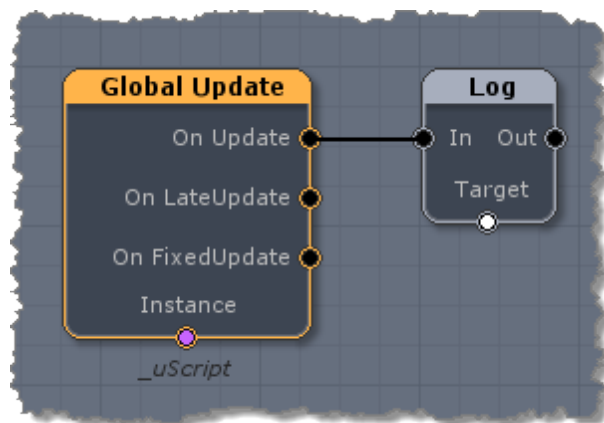 Global Update
On Update
On LateUpdate
On FixedUpdate
Instance
_uScript
Log
In Out
Target